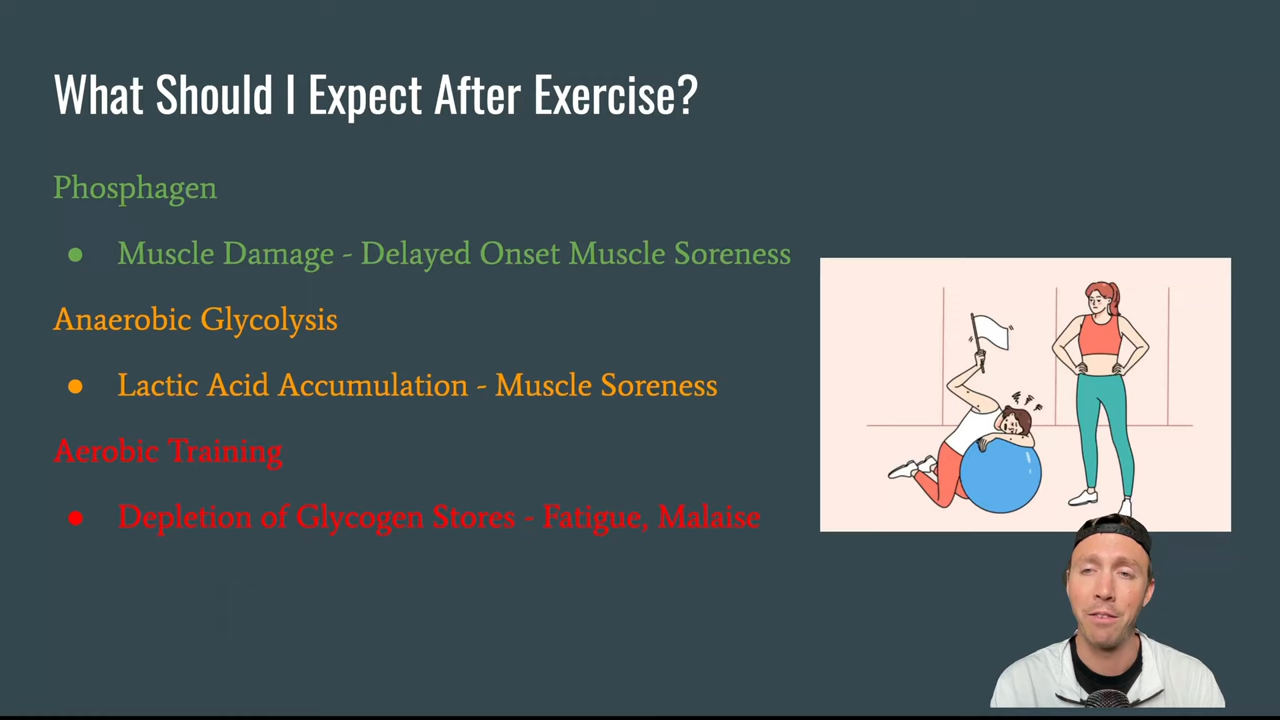 What Should I Expect After Exercise?
Phosphagen
● Muscle Damage - Delayed Onset Muscle Soreness
Anaerobic Glycolysis
● Lactic Acid Accumulation - Muscle Soreness
Aerobic Training
● Depletion of Glycogen Stores - Fatigue, Malaise